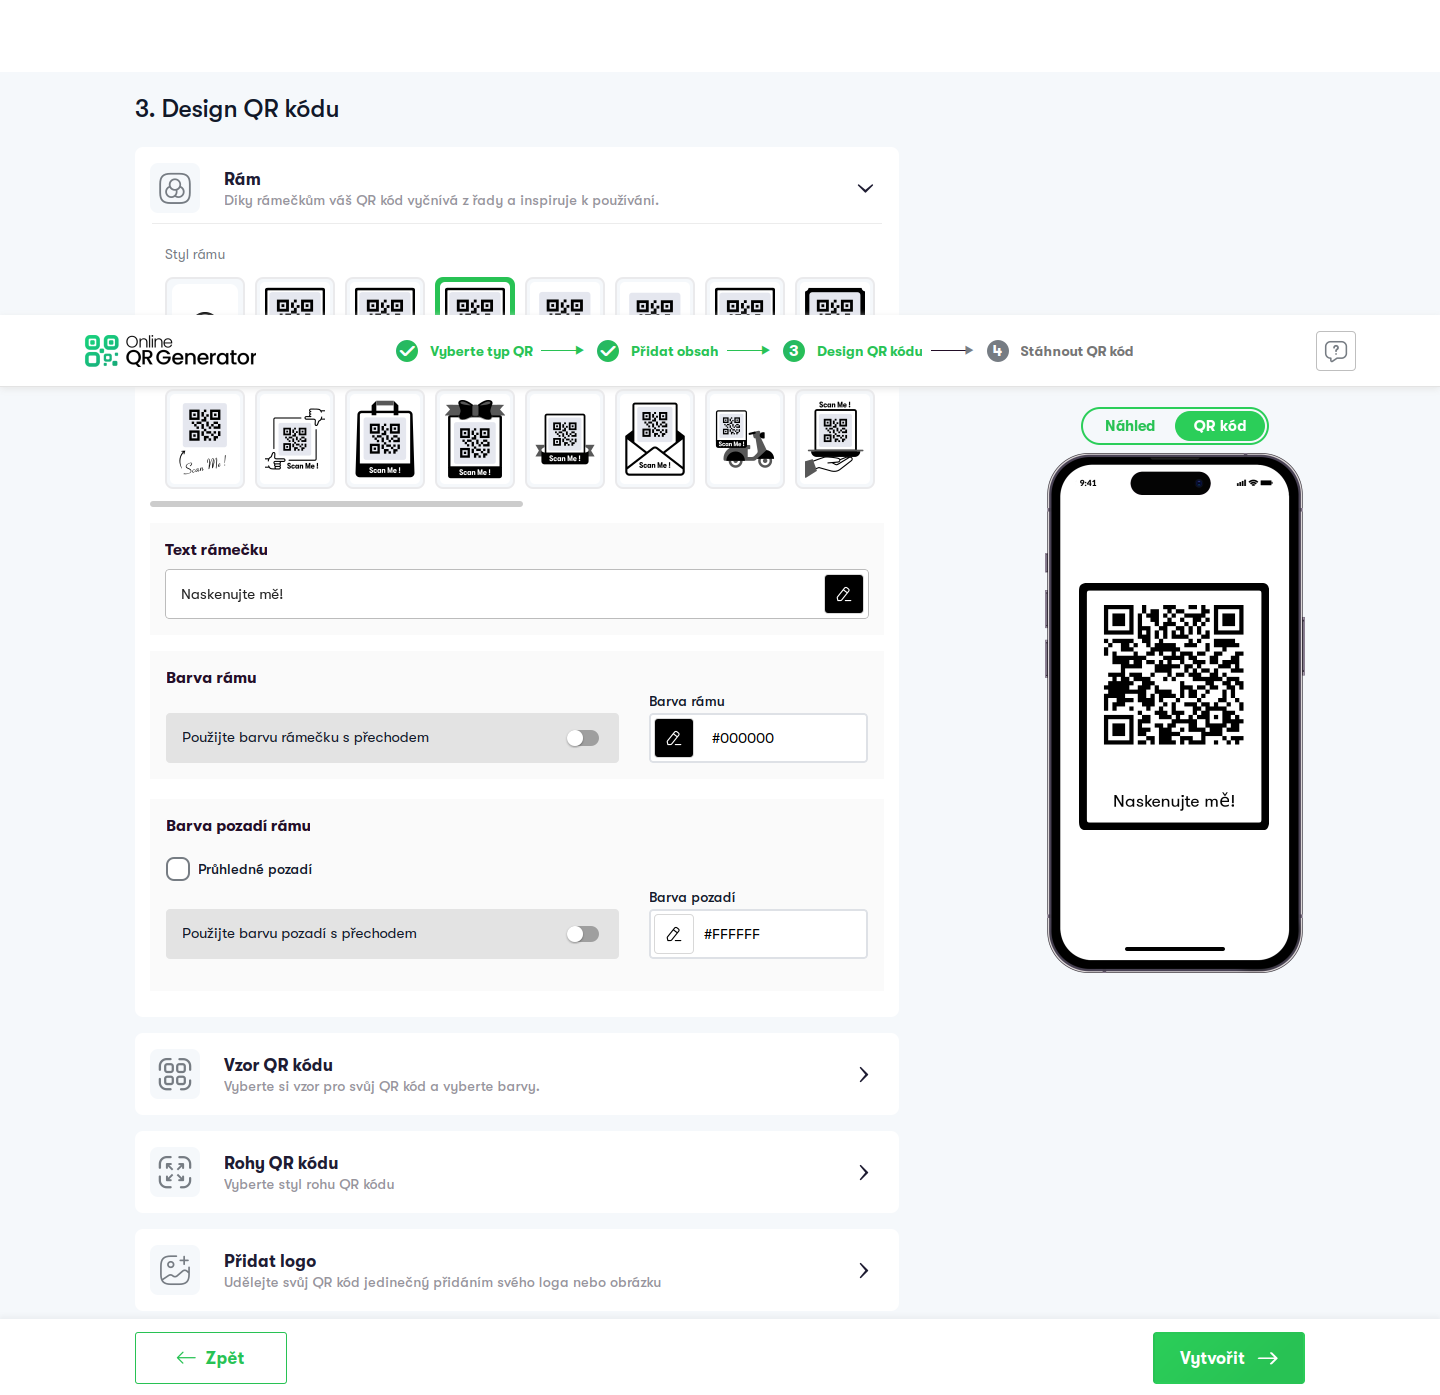 3. Design QR kódu
Rám
Díky rámečkům váš QR kód vyčnívá z řady a inspiruje k používání.
Styl rámu
Online
QR Generator
Vyberte typ QR
Přidat obsah
3 Design QR kódu
4 Stáhnout QR kód
Scan Me !
Scan Me !
Scan Me !
Scan Me !
Scan Me !
Scan Me !
Scan Me !
Scan Me !
Náhled
QR kód
9:41
Text rámečku
Naskenujte mě!
Barva rámu
Barva rámu
Použijte barvu rámečku s přechodem
#000000
Naskenujte mě!
Barva pozadí rámu
Průhledné pozadí
Barva pozadí
Použijte barvu pozadí s přechodem
#FFFFFF
Vzor QR kódu
Vyberte si vzor pro svůj QR kód a vyberte barvy.
Rohy QR kódu
Vyberte styl rohu QR kódu
Přidat logo
Udělejte svůj QR kód jedinečný přidáním svého loga nebo obrázku
Zpět
Vytvořit